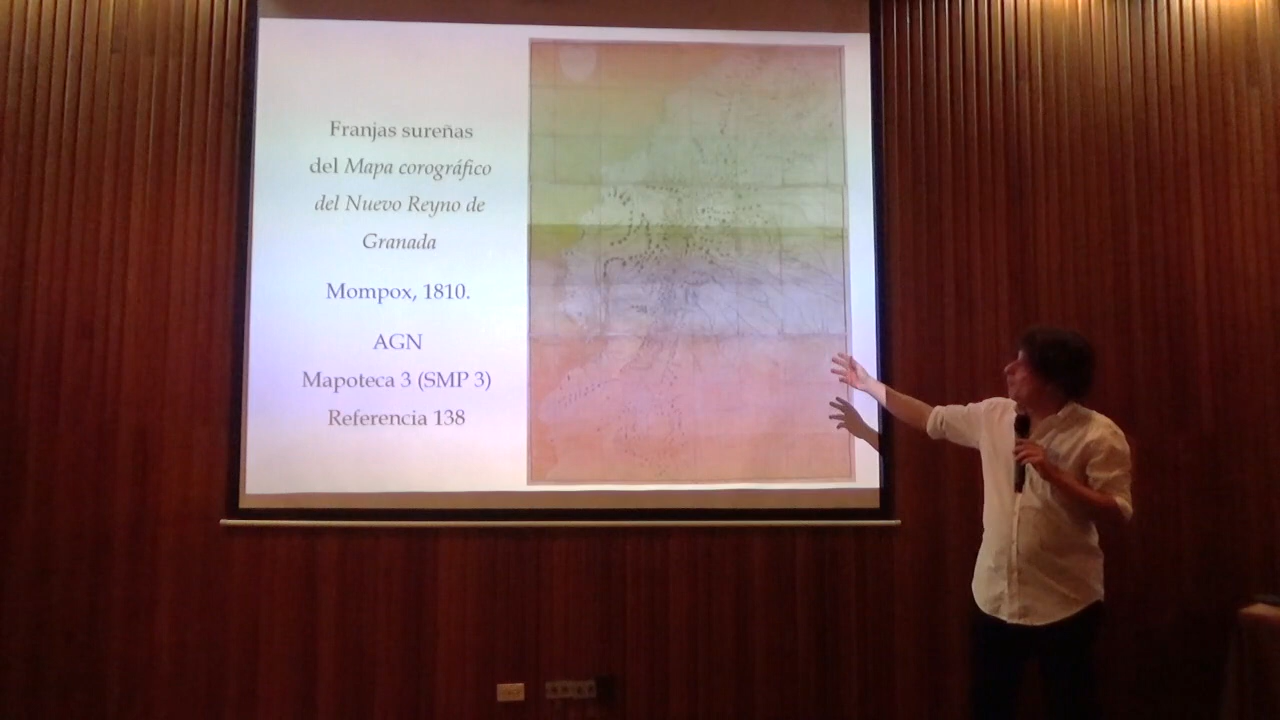 Franjas sureñas
del Mapa corográfico
del Nuevo Reyno de
Granada
Mompox, 1810.
AGN
Mapoteca 3 (SMP 3)
Referencia 138